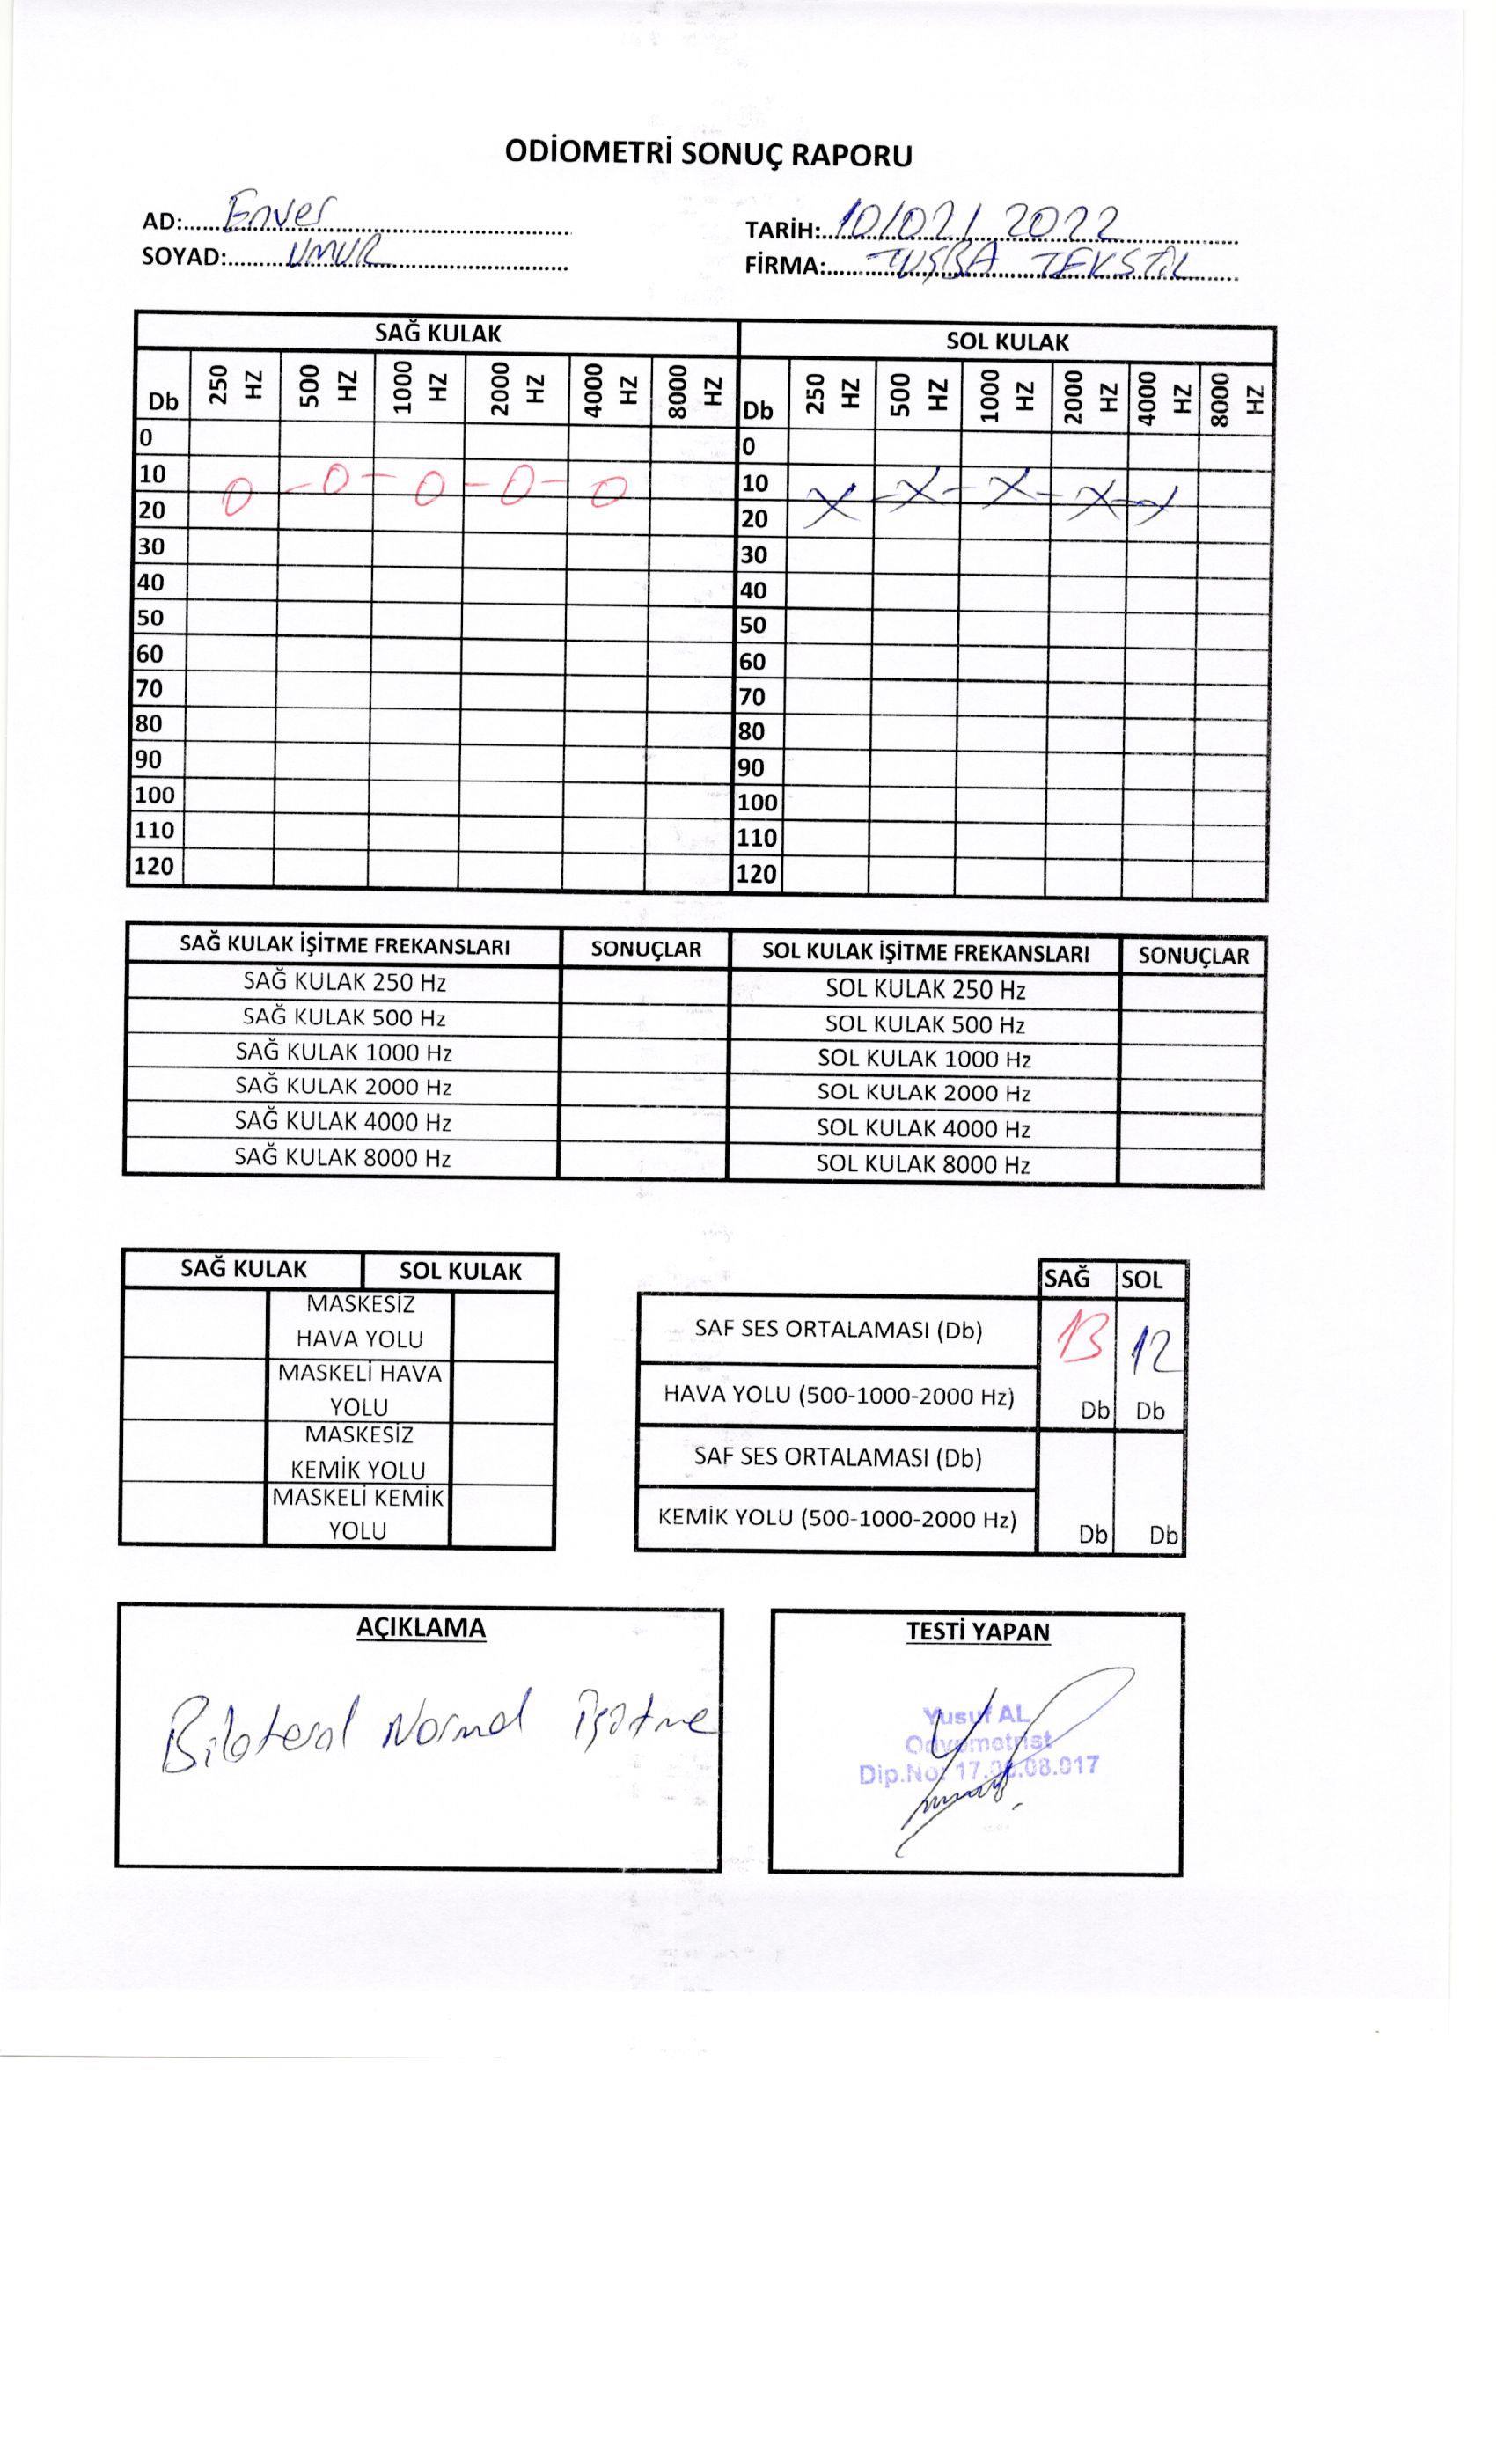 ODİOMETRİ SONUÇ RAPORU
AD: Enver
TARİH: 10/02/2022
SOYAD: UMUR
FİRMA: TUŞBA TEKSTİL
SAĞ KULAK SOL KULAK
Db 250 HZ 500 HZ 1000 HZ 2000 HZ 4000 HZ 8000 HZ Db 250 HZ 500 HZ 1000 HZ 2000 HZ 4000 HZ 8000 HZ
0 0
10 10
20 20
30 30
40 40
50 50
60 60
70 70
80 80
90 90
100 100
110 110
120 120
SAĞ KULAK İŞİTME FREKANSLARI SONUÇLAR SOL KULAK İŞİTME FREKANSLARI SONUÇLAR
SAĞ KULAK 250 Hz SOL KULAK 250 Hz
SAĞ KULAK 500 Hz SOL KULAK 500 Hz
SAĞ KULAK 1000 Hz SOL KULAK 1000 Hz
SAĞ KULAK 2000 Hz SOL KULAK 2000 Hz
SAĞ KULAK 4000 Hz SOL KULAK 4000 Hz
SAĞ KULAK 8000 Hz SOL KULAK 8000 Hz
SAĞ KULAK SOL KULAK
MASKESİZ
HAVA YOLU
MASKELİ HAVA
YOLU
MASKESİZ
KEMİK YOLU
MASKELİ KEMİK
YOLU
SAĞ SOL
SAF SES ORTALAMASI (Db) 13 12
HAVA YOLU (500-1000-2000 Hz) Db Db
SAF SES ORTALAMASI (Db)
KEMİK YOLU (500-1000-2000 Hz) Db Db
AÇIKLAMA
Bilateral Normal işitme
TESTİ YAPAN
Yusuf AL
Odyometrist
Dip.No: